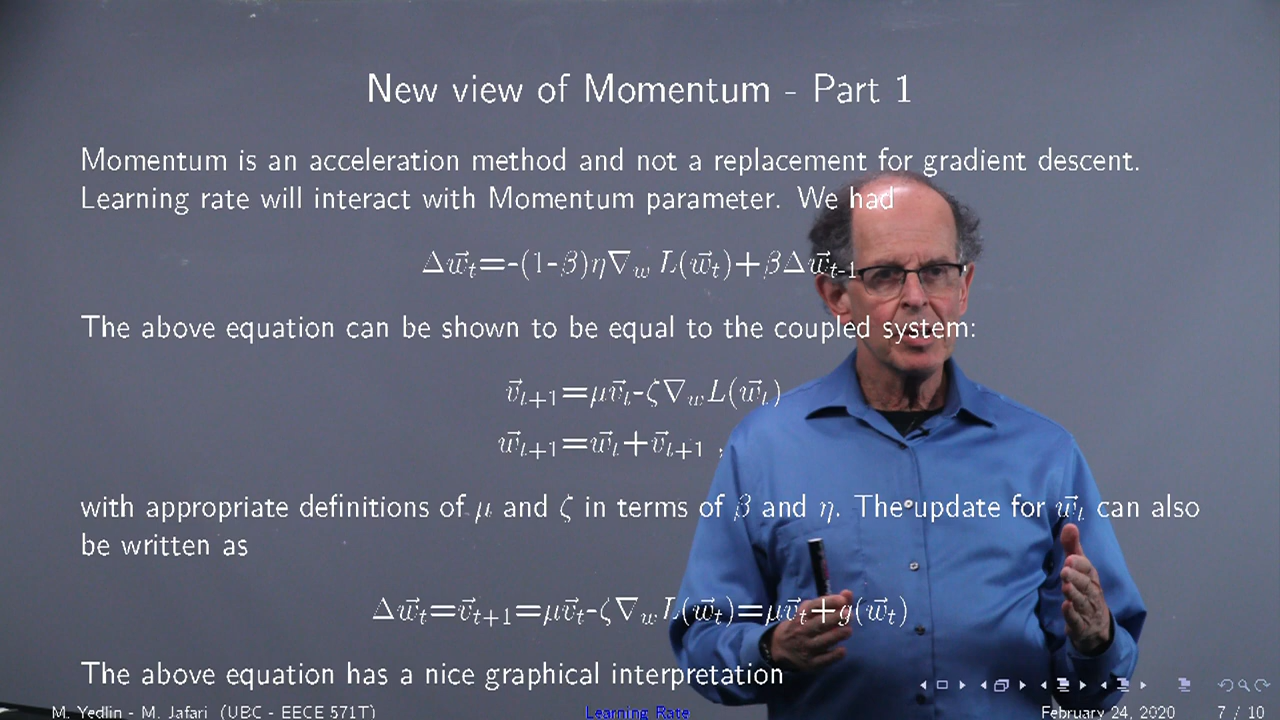 New view of Momentum - Part 1
Momentum is an acceleration method and not a replacement for gradient descent.
Learning rate will interact with Momentum parameter. We had
Δw⃗ₜ=-(1-β)η∇_w L(w⃗ₜ)+βΔw⃗ₜ₋₁
The above equation can be shown to be equal to the coupled system:
v⃗ₜ₊₁=μv⃗ₜ-ζ∇_w L(w⃗ₜ)
w⃗ₜ₊₁=w⃗ₜ+v⃗ₜ₊₁ ,
with appropriate definitions of μ and ζ in terms of β and η. The update for w⃗ₜ can also
be written as
Δw⃗ₜ=v⃗ₜ₊₁=μv⃗ₜ-ζ∇_w L(w⃗ₜ)=μv⃗ₜ+g(w⃗ₜ)
The above equation has a nice graphical interpretation
M. Yedlin - M. Jafari (UBC - EECE 571T) Learning Rate February 24, 2020 7 / 10